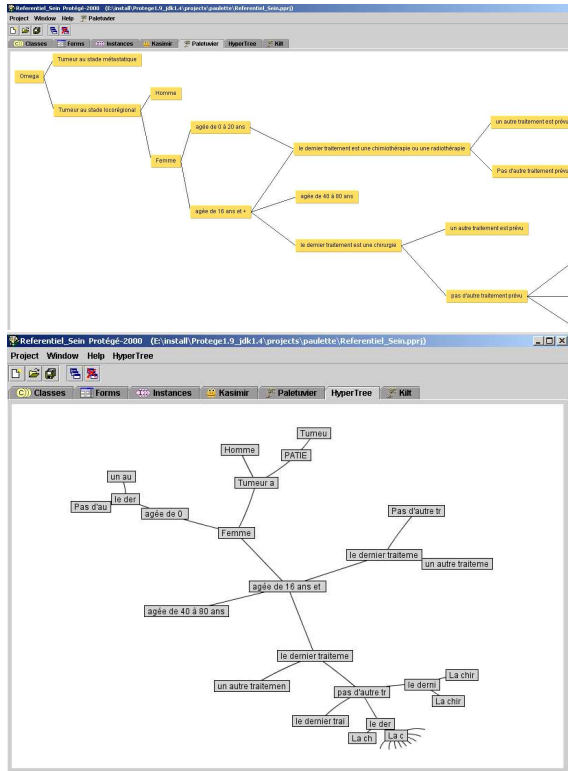 Referentiel_Sein Protégé-2000 (E:\install\Protege1.9_jdk1.4\projects\paulette\Referentiel_Sein.pprj)
Project Window Help Paletuvier
Classes Forms Instances Kasimir Paletuvier HyperTree Kilt
Tumeur au stade métastatique
Omega
Tumeur au stade locorégional
Homme
Femme
agée de 0 à 20 ans
agée de 16 ans et +
le dernier traitement est une chimiothérapie ou une radiothérapie
agée de 40 à 80 ans
le dernier traitement est une chirurgie
un autre traitement est prévu
Pas d'autre traitement prévu
un autre traitement est prévu
pas d'autre traitement prévu
Referentiel_Sein Protégé-2000 (E:\install\Protege1.9_jdk1.4\projects\paulette\Referentiel_Sein.pprj)
Project Window Help HyperTree
Classes Forms Instances Kasimir Paletuvier HyperTree Kilt
Tumeu
Homme
PATIE
un au
Tumeur a
le der
Pas d'au
agée de 0
Pas d'autre tr
Femme
le dernier traiteme
un autre traiteme
agée de 16 ans et
agée de 40 à 80 ans
le dernier traiteme
La chir
un autre traitemen
le derni
pas d'autre tr
La chir
le dernier trai
le der
La ch
La c